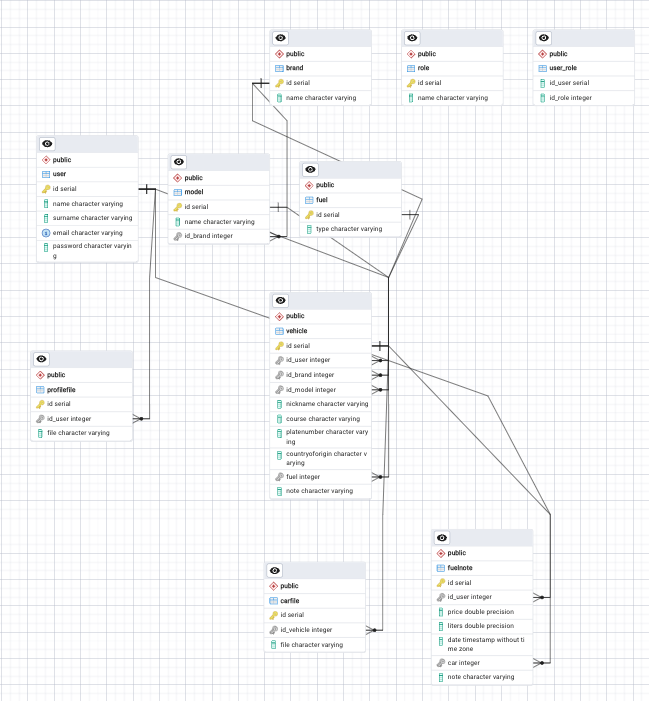 public
brand
id serial
name character varying
public
role
id serial
name character varying
public
user_role
id_user serial
id_role integer
public
user
id serial
name character varying
surname character varying
email character varying
password character varyin
g
public
model
id serial
name character varying
id_brand integer
public
fuel
id serial
type character varying
public
vehicle
id serial
id_user integer
id_brand integer
id_model integer
nickname character varying
course character varying
platenumber character vary
ing
countryoforigin character v
arying
fuel integer
note character varying
public
profilefile
id serial
id_user integer
file character varying
public
carfile
id serial
id_vehicle integer
file character varying
public
fuelnote
id serial
id_user integer
price double precision
liters double precision
date timestamp without ti
me zone
car integer
note character varying